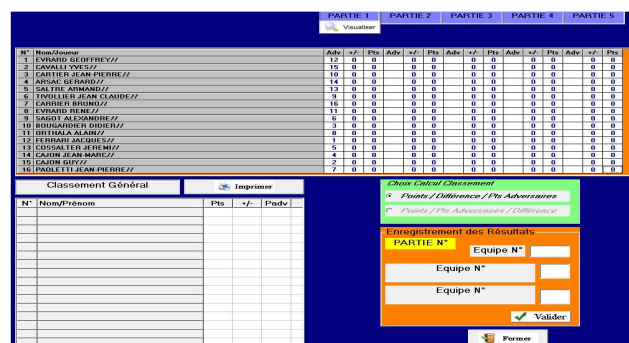 PARTIE 1 PARTIE 2 PARTIE 3 PARTIE 4 PARTIE 5
Visualiser
N° Nom/Joueur Adv +/- Pts Adv +/- Pts Adv +/- Pts Adv +/- Pts Adv +/- Pts
1 EVRARD GEOFFREY// 12 0 0 0 0 0 0 0 0 0 0
2 CAVALLI YVES// 15 0 0 0 0 0 0 0 0 0 0
3 CARTIER JEAN-PIERRE// 10 0 0 0 0 0 0 0 0 0 0
4 ARSAC GERARD// 14 0 0 0 0 0 0 0 0 0 0
5 SALTRE ARMAND// 13 0 0 0 0 0 0 0 0 0 0
6 TIVOLLIER JEAN CLAUDE// 9 0 0 0 0 0 0 0 0 0 0
7 CARRIER BRUNO// 16 0 0 0 0 0 0 0 0 0 0
8 EVRARD RENE// 11 0 0 0 0 0 0 0 0 0 0
9 SAGOT ALEXANDRE// 6 0 0 0 0 0 0 0 0 0 0
10 BOUGARDIER DIDIER// 3 0 0 0 0 0 0 0 0 0 0
11 ORTHALA ALAIN// 8 0 0 0 0 0 0 0 0 0 0
12 FERRARI JACQUES// 1 0 0 0 0 0 0 0 0 0 0
13 COSSALTER JEREMI// 5 0 0 0 0 0 0 0 0 0 0
14 CAJON JEAN-MARC// 4 0 0 0 0 0 0 0 0 0 0
15 CAJON GUY// 2 0 0 0 0 0 0 0 0 0 0
16 PAOLETTI JEAN-PIERRE// 7 0 0 0 0 0 0 0 0 0 0
Classement Général
Imprimer
N° Nom/Prénom Pts +/- Padv
Choix Calcul Classement
Points / Différence / Pts Adversaires
Points / Pts Adversaires / Différence
Enregistrement des Résultats
PARTIE N°
Equipe N°
Equipe N°
Equipe N°
Valider
Fermer